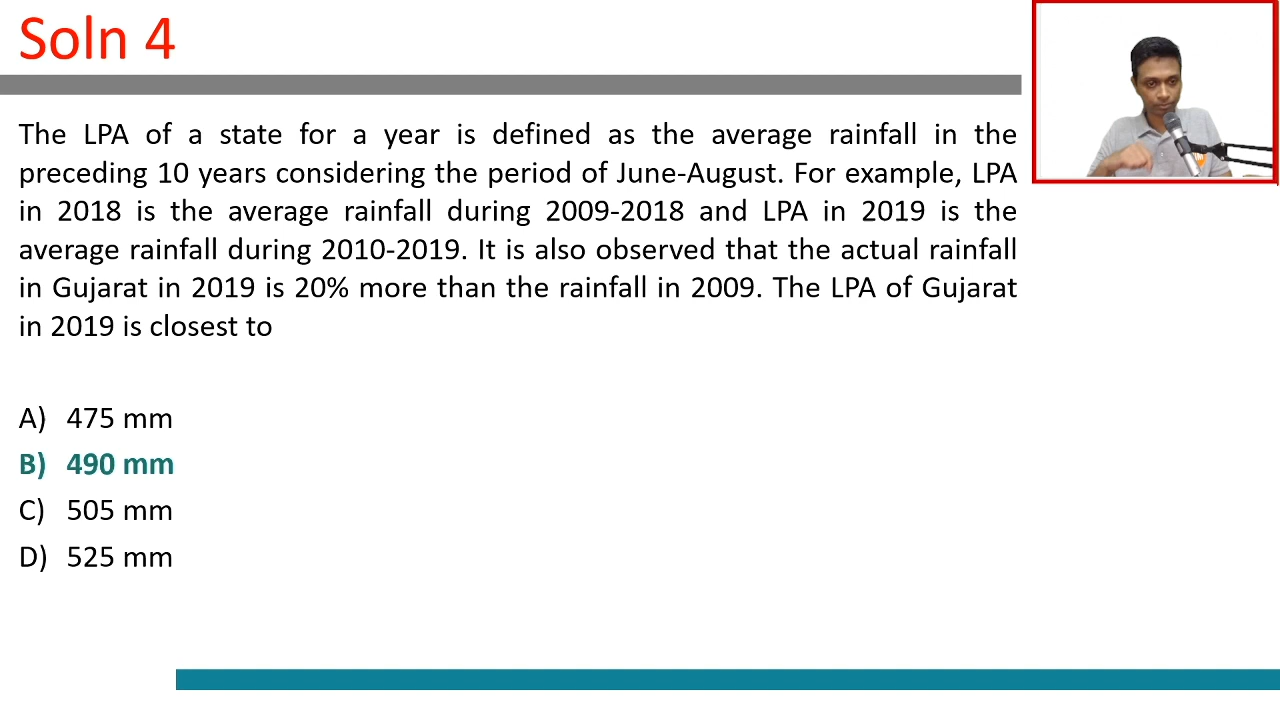 Soln 4
The LPA of a state for a year is defined as the average rainfall in the
preceding 10 years considering the period of June-August. For example, LPA
in 2018 is the average rainfall during 2009-2018 and LPA in 2019 is the
average rainfall during 2010-2019. It is also observed that the actual rainfall
in Gujarat in 2019 is 20% more than the rainfall in 2009. The LPA of Gujarat
in 2019 is closest to
A) 475 mm
B) 490 mm
C) 505 mm
D) 525 mm